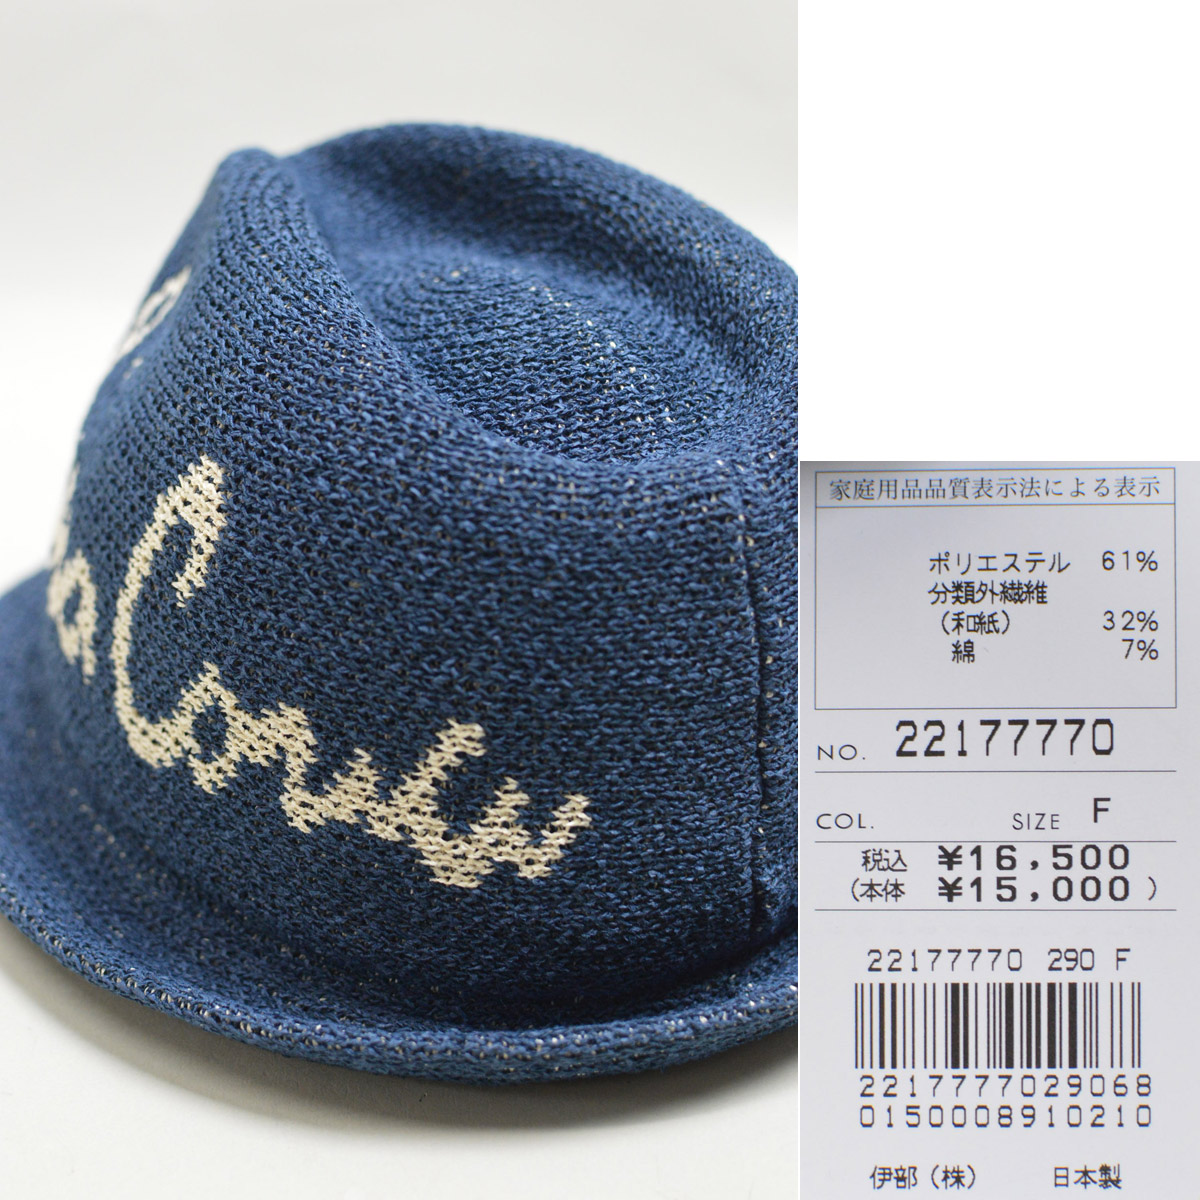 Cony
家庭用品品質表示法による表示
ポリエステル 61%
分類外繊維
(和紙) 32%
綿 7%
NO. 22177770
COL. SIZE F
税込 ¥16,500
(本体 ¥15,000)
22177770 290 F
2217777029068
0150008910210
伊部(株) 日本製